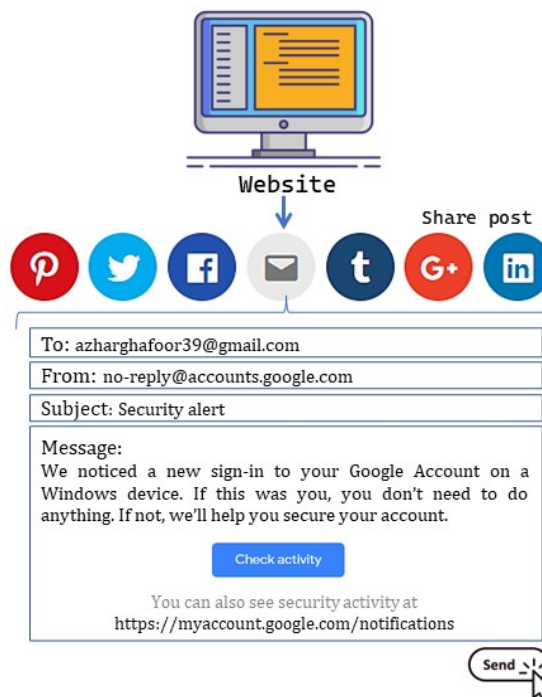 Website
Share post
t
G+
in
To: azharghafoor39@gmail.com
From: no-reply@accounts.google.com
Subject: Security alert
Message:
We noticed a new sign-in to your Google Account on a
Windows device. If this was you, you don't need to do
anything. If not, we'll help you secure your account.
Check activity
You can also see security activity at
https://myaccount.google.com/notifications
Send